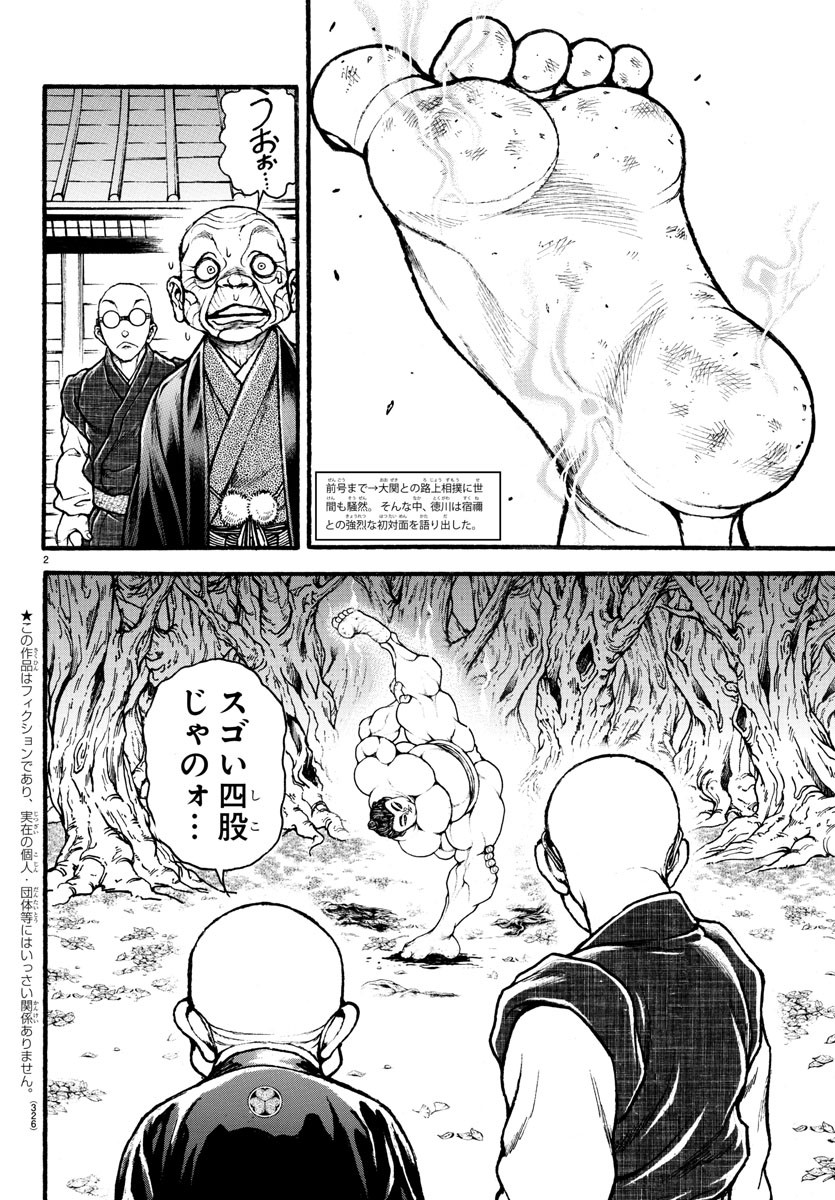 前号まで→大関との路上相撲に世
間も騒然。そんな中、徳川は宿禰
との強烈な初対面を語り出した。
うおぉ…
2
スゴい四股
じゃのォ…
★この作品はフィクションであり、実在の個人・団体等にはいっさい関係ありません。
(326)